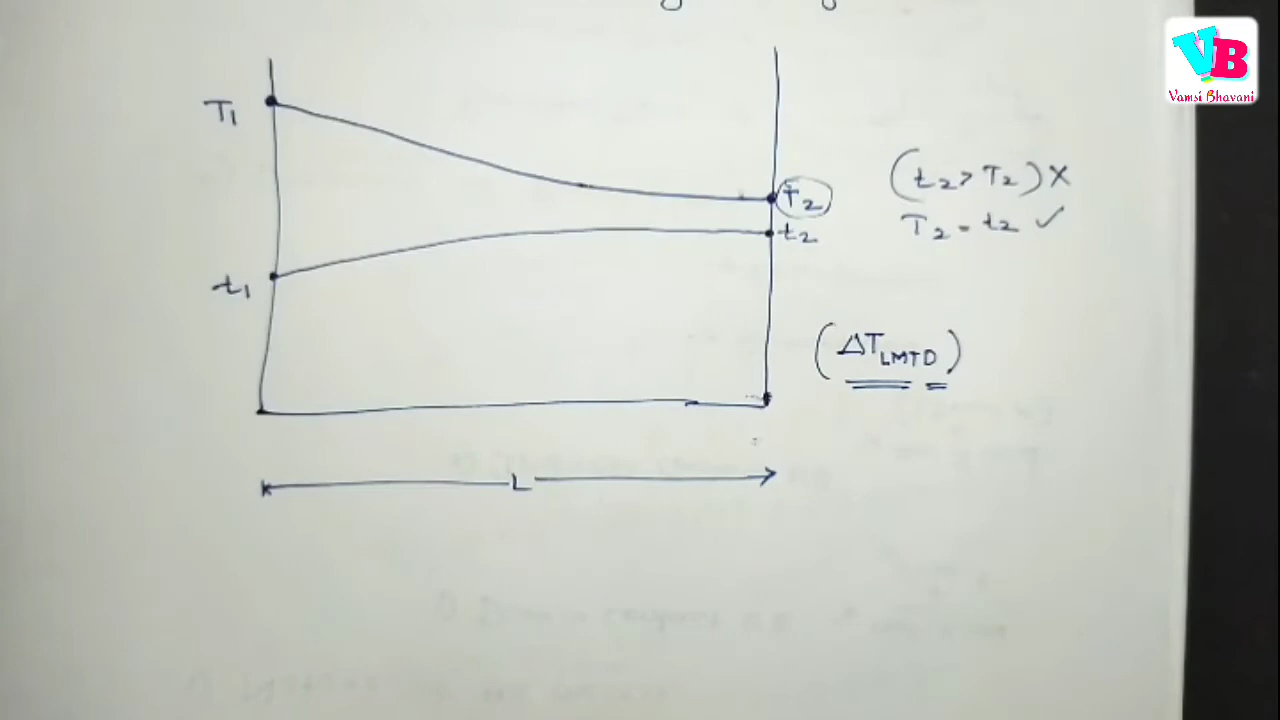 VB
Vamsi Bhavani
T1
T2
(t2 > T2) X
T2 = t2 ✓
t2
t1
(ΔTLMTD)
L